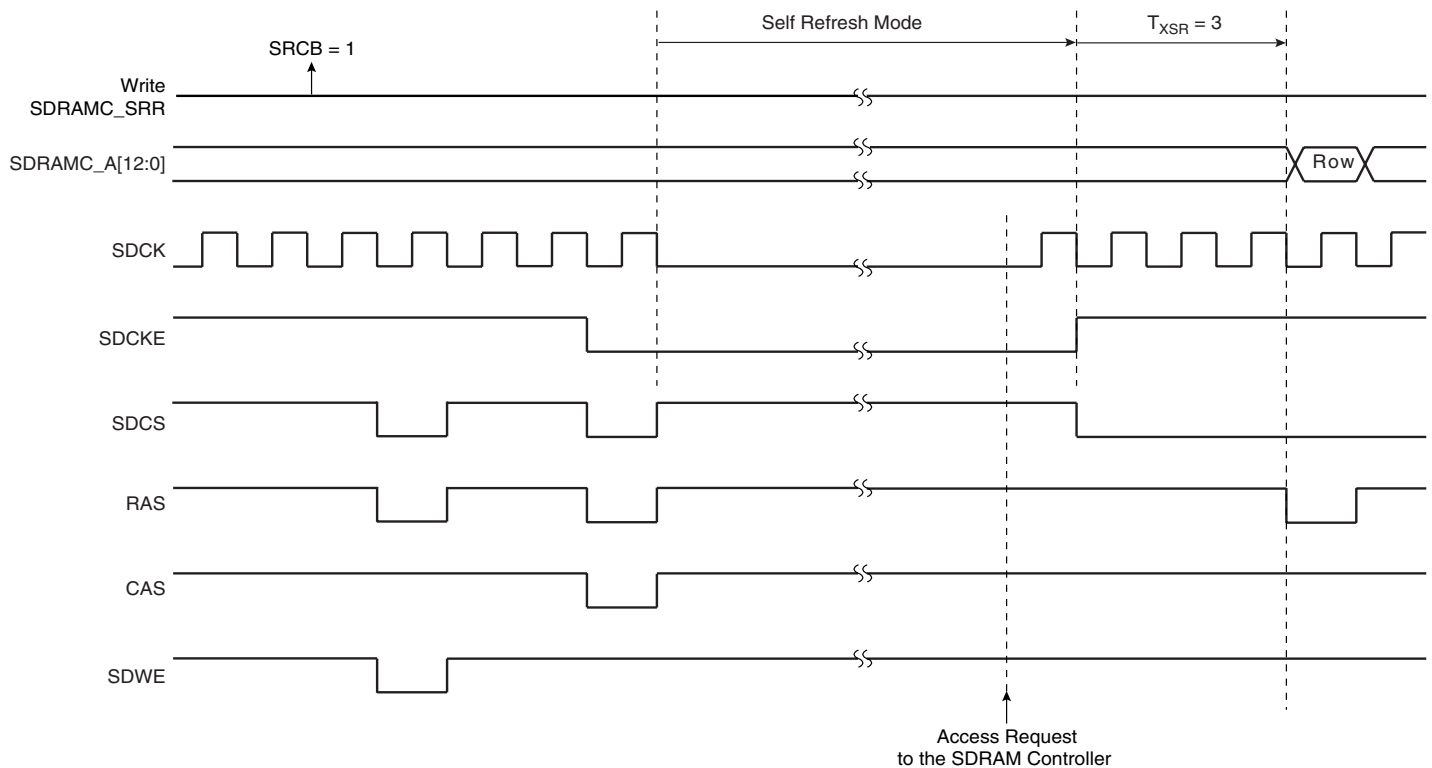 Self Refresh Mode
TXSR = 3
SRCB = 1
Write
SDRAMC_SRR
SDRAMC_A[12:0]
Row
SDCK
SDCKE
SDCS
RAS
CAS
SDWE
Access Request
to the SDRAM Controller